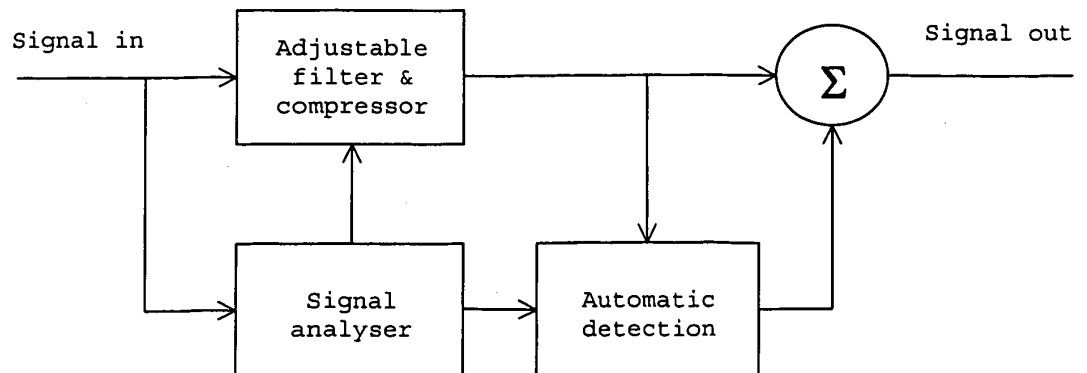 Signal in
Adjustable
filter &
compressor
Σ
Signal out
Signal
analyser
Automatic
detection